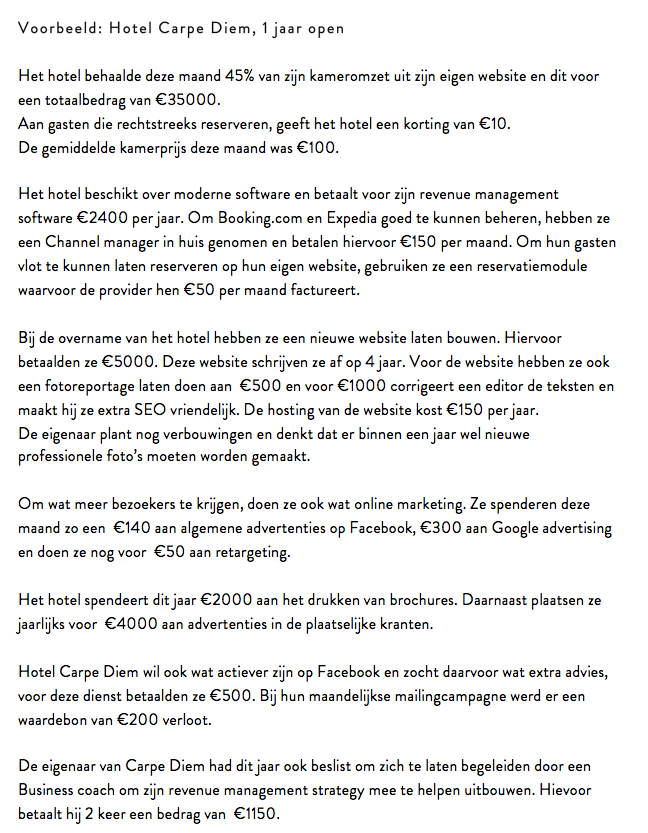 Voorbeeld: Hotel Carpe Diem, 1 jaar open
Het hotel behaalde deze maand 45% van zijn kameromzet uit zijn eigen website en dit voor
een totaalbedrag van €35000.
Aan gasten die rechtstreeks reserveren, geeft het hotel een korting van €10.
De gemiddelde kamerprijs deze maand was €100.
Het hotel beschikt over moderne software en betaalt voor zijn revenue management
software €2400 per jaar. Om Booking.com en Expedia goed te kunnen beheren, hebben ze
een Channel manager in huis genomen en betalen hiervoor €150 per maand. Om hun gasten
vlot te kunnen laten reserveren op hun eigen website, gebruiken ze een reservatiemodule
waarvoor de provider hen €50 per maand factureert.
Bij de overname van het hotel hebben ze een nieuwe website laten bouwen. Hiervoor
betaalden ze €5000. Deze website schrijven ze af op 4 jaar. Voor de website hebben ze ook
een fotoreportage laten doen aan €500 en voor €1000 corrigeert een editor de teksten en
maakt hij ze extra SEO vriendelijk. De hosting van de website kost €150 per jaar.
De eigenaar plant nog verbouwingen en denkt dat er binnen een jaar wel nieuwe
professionele foto's moeten worden gemaakt.
Om wat meer bezoekers te krijgen, doen ze ook wat online marketing. Ze spenderen deze
maand zo een €140 aan algemene advertenties op Facebook, €300 aan Google advertising
en doen ze nog voor €50 aan retargeting.
Het hotel spendeert dit jaar €2000 aan het drukken van brochures. Daarnaast plaatsen ze
jaarlijks voor €4000 aan advertenties in de plaatselijke kranten.
Hotel Carpe Diem wil ook wat actiever zijn op Facebook en zocht daarvoor wat extra advies,
voor deze dienst betaalden ze €500. Bij hun maandelijkse mailingcampagne werd er een
waardebon van €200 verloot.
De eigenaar van Carpe Diem had dit jaar ook beslist om zich te laten begeleiden door een
Business coach om zijn revenue management strategy mee te helpen uitbouwen. Hievoor
betaalt hij 2 keer een bedrag van €1150.